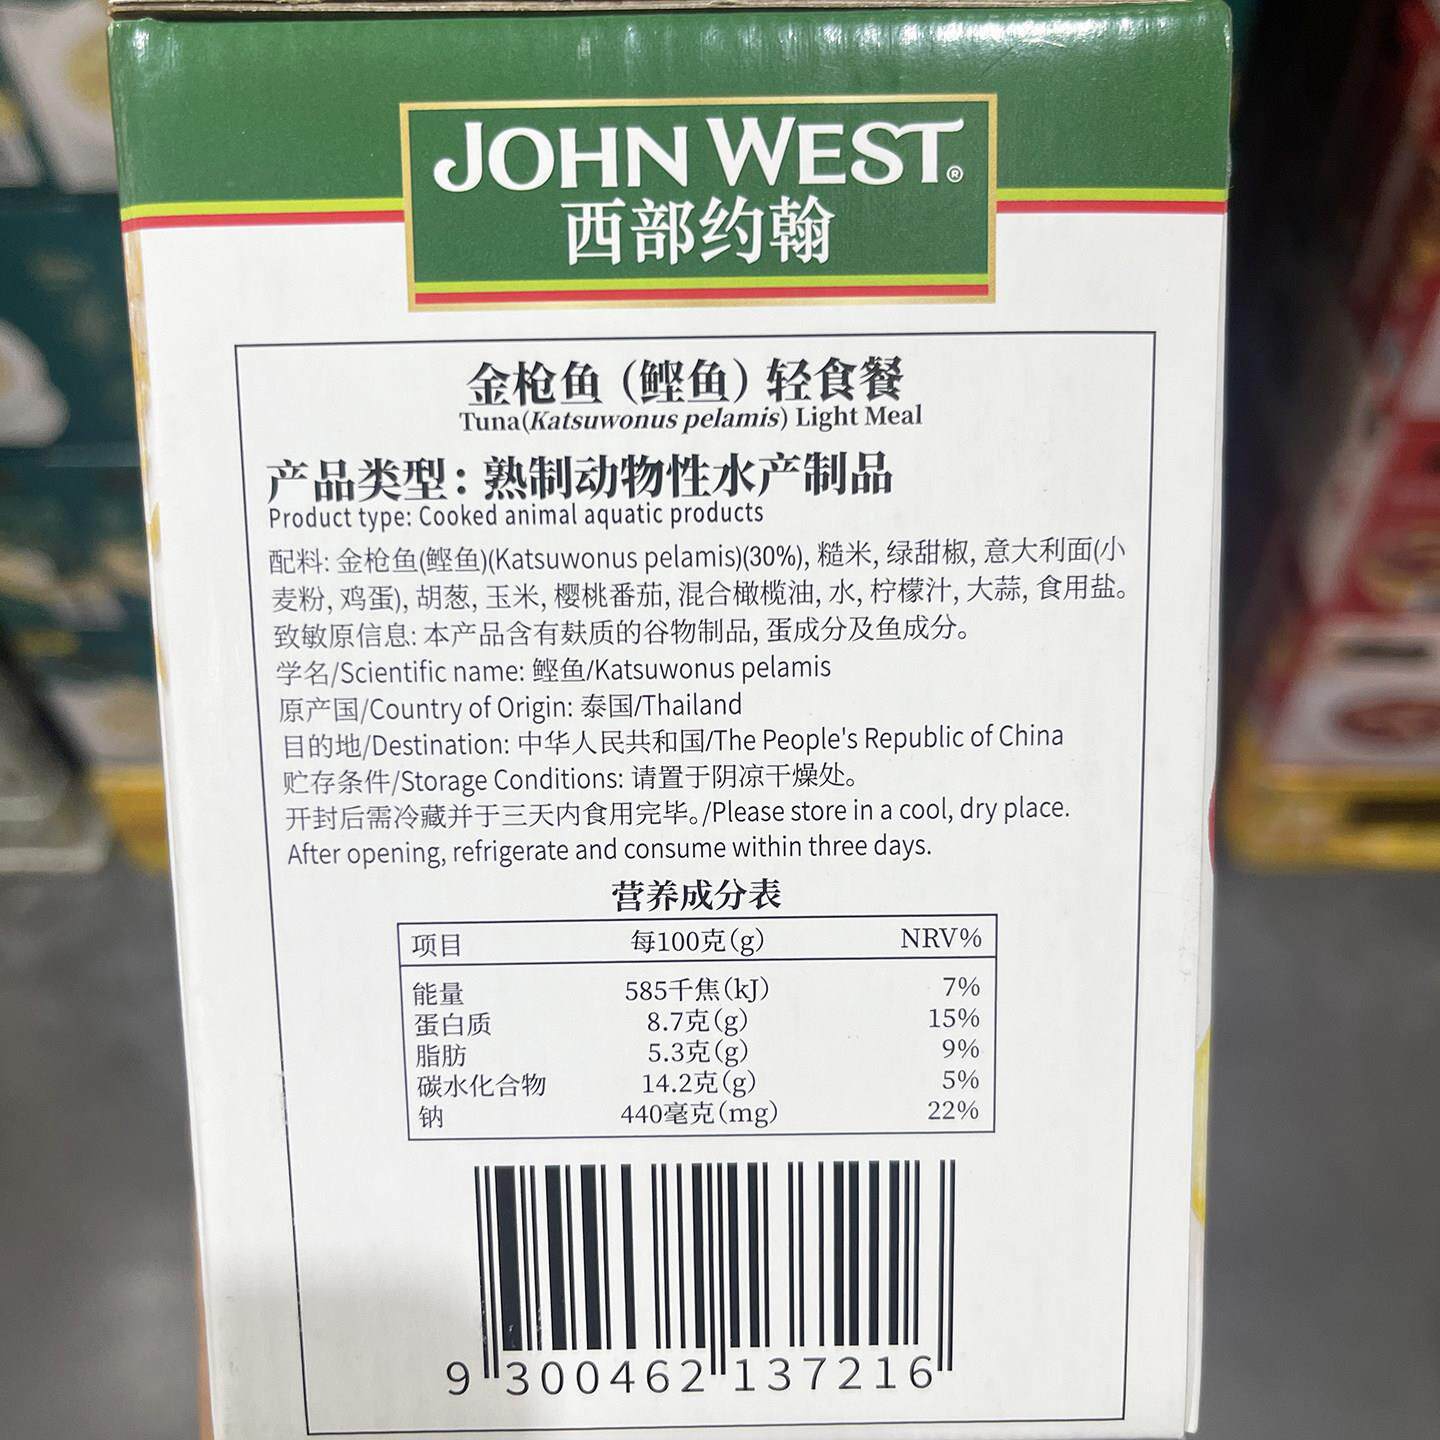 JOHN WEST®
西部约翰
金枪鱼（鲣鱼）轻食餐
Tuna(Katsuwonus pelamis) Light Meal
产品类型：熟制动物性水产制品
Product type: Cooked animal aquatic products
配料: 金枪鱼(鲣鱼)(Katsuwonus pelamis)(30%), 糙米, 绿甜椒, 意大利面(小
麦粉, 鸡蛋), 胡葱, 玉米, 樱桃番茄, 混合橄榄油, 水, 柠檬汁, 大蒜, 食用盐。
致敏原信息: 本产品含有麸质的谷物制品, 蛋成分及鱼成分。
学名/Scientific name: 鲣鱼/Katsuwonus pelamis
原产国/Country of Origin: 泰国/Thailand
目的地/Destination: 中华人民共和国/The People's Republic of China
贮存条件/Storage Conditions: 请置于阴凉干燥处。
开封后需冷藏并于三天内食用完毕。/Please store in a cool, dry place.
After opening, refrigerate and consume within three days.
营养成分表
项目 每100克(g) NRV%
能量 585千焦(kJ) 7%
蛋白质 8.7克(g) 15%
脂肪 5.3克(g) 9%
碳水化合物 14.2克(g) 5%
钠 440毫克(mg) 22%
9 300462 137216